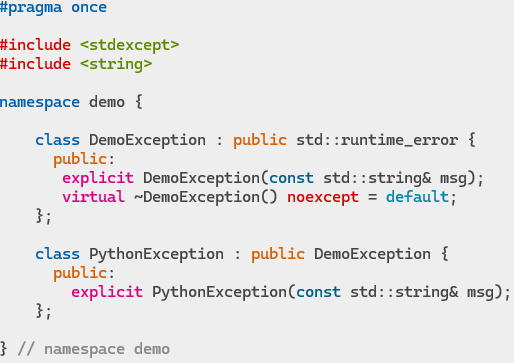 #pragma once

#include <stdexcept>
#include <string>

namespace demo {

    class DemoException : public std::runtime_error {
      public:
       explicit DemoException(const std::string& msg);
       virtual ~DemoException() noexcept = default;
    };

    class PythonException : public DemoException {
      public:
        explicit PythonException(const std::string& msg);
    };

} // namespace demo